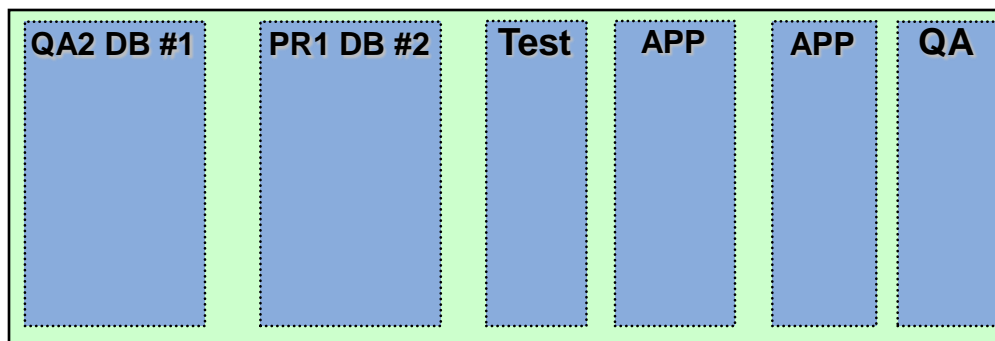 QA2 DB #1
PR1 DB #2
Test
APP
APP
QA